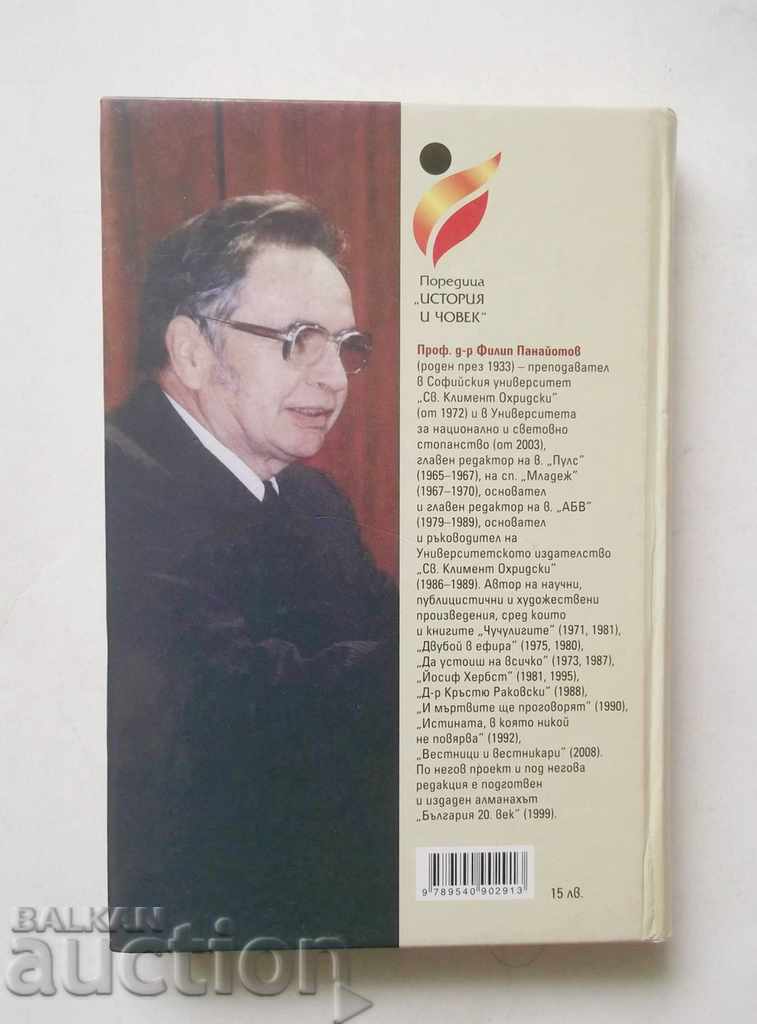 Поредица
„ИСТОРИЯ
И ЧОВЕК“
Проф. д-р Филип Панайотов
(роден през 1933) – преподавател
в Софийския университет
„Св. Климент Охридски“
(от 1972) и в Университета
за национално и световно
стопанство (от 2003),
главен редактор на в. „Пулс“
(1965–1967), на сп. „Младеж“
(1967–1970), основател
и главен редактор на в. „АБВ“
(1979–1989), основател
и ръководител на
Университетското издателство
„Св. Климент Охридски“
(1986–1989). Автор на научни,
публицистични и художествени
произведения, сред които
и книгите „Чучулигите“ (1971, 1981),
„Двубой в ефира“ (1975, 1980),
„Да устоиш на всичко“ (1973, 1987),
„Йосиф Хербст“ (1981, 1995),
„Д-р Кръстю Раковски“ (1988),
„И мъртвите ще проговорят“ (1990),
„Истината, в която никой
не повярва“ (1992),
„Вестници и вестникари“ (2008).
По негов проект и под негова
редакция е подготвен
и издаден алманахът
„България 20. век“ (1999).
9 789540 902913
15 лв.
BALKAN
auction